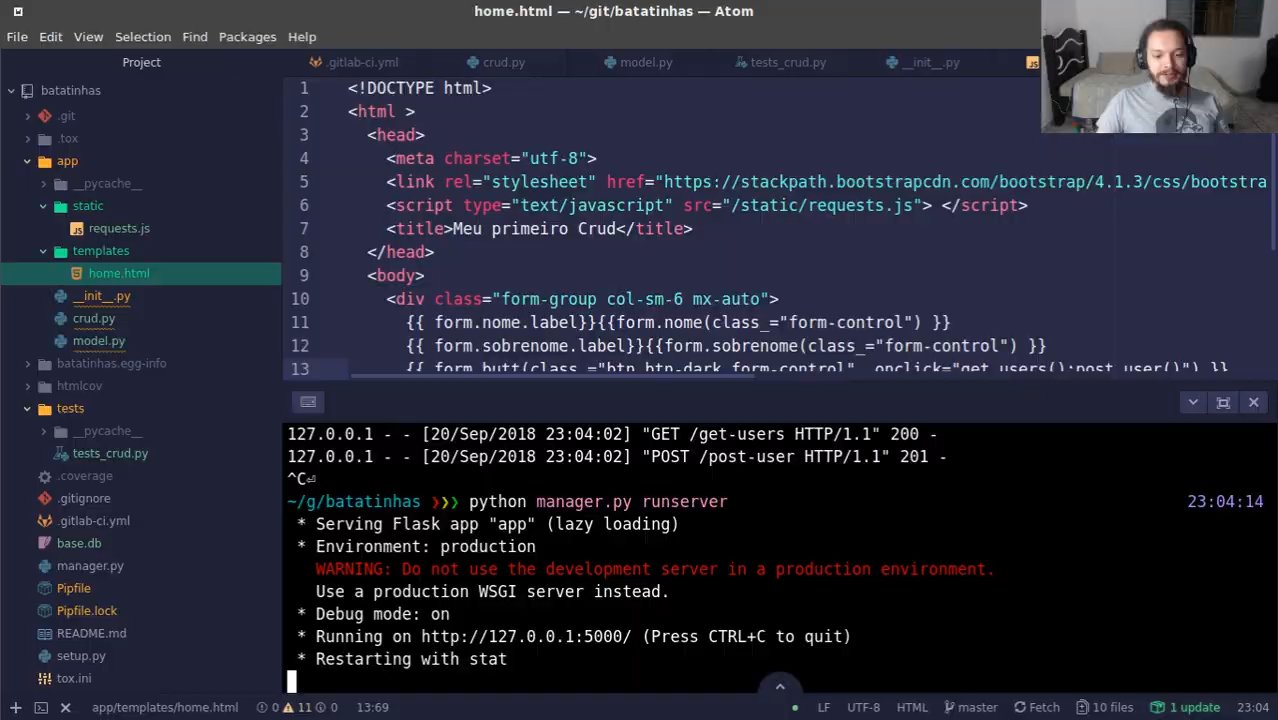 home.html — ~/git/batatinhas — Atom
File Edit View Selection Find Packages Help
Project
.gitlab-ci.yml crud.py model.py tests_crud.py __init__.py
batatinhas
.git
.tox
app
__pycache__
static
requests.js
templates
home.html
__init__.py
crud.py
model.py
batatinhas.egg-info
htmlcov
tests
__pycache__
tests_crud.py
.coverage
.gitignore
.gitlab-ci.yml
base.db
manager.py
Pipfile
Pipfile.lock
README.md
setup.py
tox.ini
1 <!DOCTYPE html>
2 <html >
3 <head>
4 <meta charset="utf-8">
5 <link rel="stylesheet" href="https://stackpath.bootstrapcdn.com/bootstrap/4.1.3/css/bootstra
6 <script type="text/javascript" src="/static/requests.js"> </script>
7 <title>Meu primeiro Crud</title>
8 </head>
9 <body>
10 <div class="form-group col-sm-6 mx-auto">
11 {{ form.nome.label}}{{form.nome(class_="form-control") }}
12 {{ form.sobrenome.label}}{{form.sobrenome(class_="form-control") }}
13 {{ form.butt(class_="btn btn-dark form-control", onclick="get_users();post_user()") }}
127.0.0.1 - - [20/Sep/2018 23:04:02] "GET /get-users HTTP/1.1" 200 -
127.0.0.1 - - [20/Sep/2018 23:04:02] "POST /post-user HTTP/1.1" 201 -
^C⏎
~/g/batatinhas ❯❯❯ python manager.py runserver 23:04:14
* Serving Flask app "app" (lazy loading)
* Environment: production
WARNING: Do not use the development server in a production environment.
Use a production WSGI server instead.
* Debug mode: on
* Running on http://127.0.0.1:5000/ (Press CTRL+C to quit)
* Restarting with stat
app/templates/home.html 0 11 0 13:69 LF UTF-8 HTML master Fetch 10 files 1 update 23:04